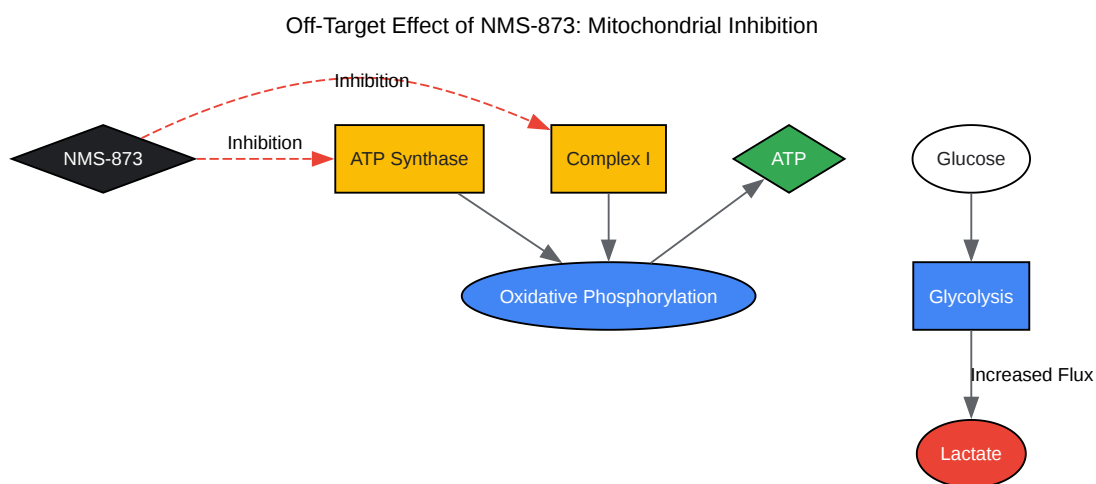 Off-Target Effect of NMS-873: Mitochondrial Inhibition
Inhibition
Inhibition
NMS-873
ATP Synthase
Complex I
ATP
Glucose
Oxidative Phosphorylation
Glycolysis
Increased Flux
Lactate